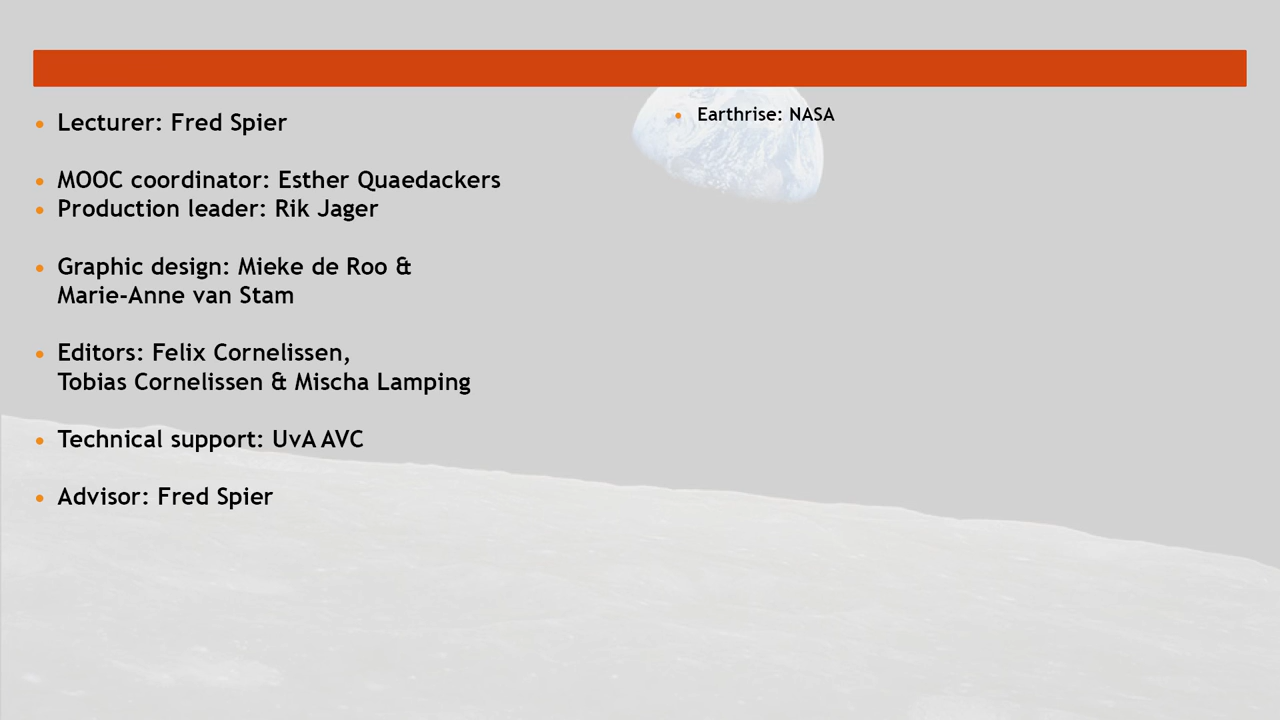 Lecturer: Fred Spier
MOOC coordinator: Esther Quaedackers
Production leader: Rik Jager
Graphic design: Mieke de Roo &
Marie-Anne van Stam
Editors: Felix Cornelissen,
Tobias Cornelissen & Mischa Lamping
Technical support: UvA AVC
Advisor: Fred Spier
Earthrise: NASA